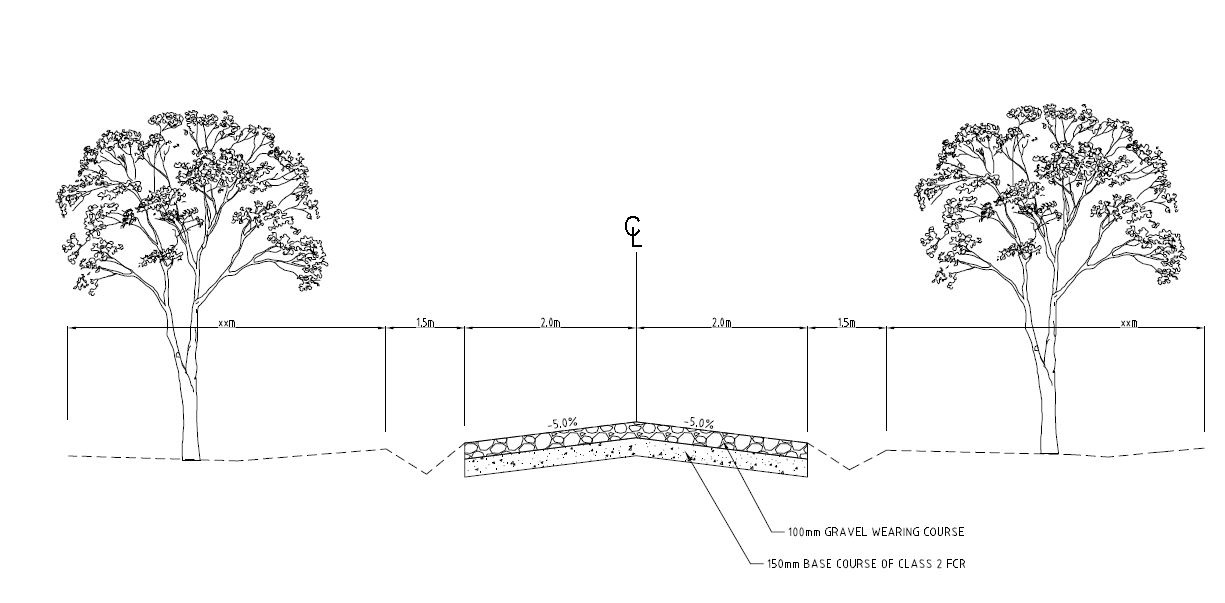 ℄
xxm 1.5m 2.0m 2.0m 1.5m xxm
-5.0% -5.0%
100mm GRAVEL WEARING COURSE
150mm BASE COURSE OF CLASS 2 FCR